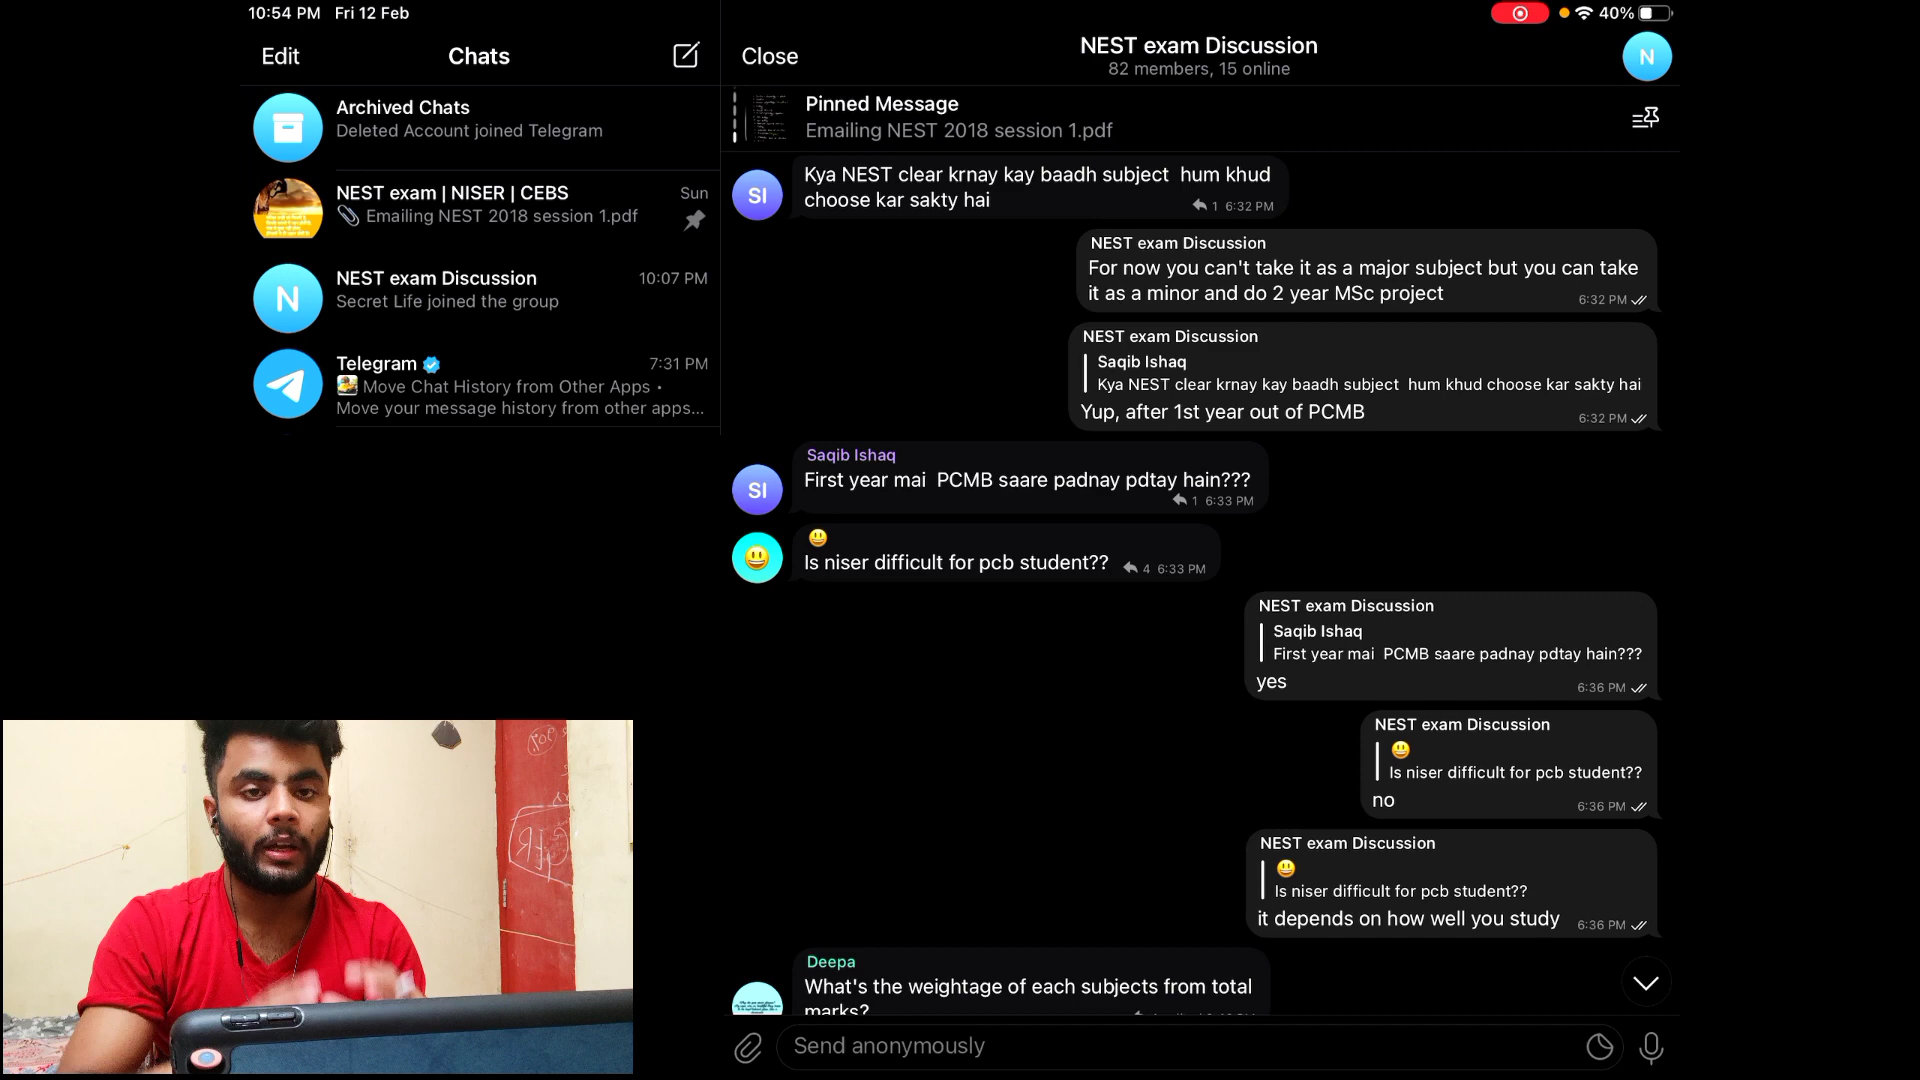 10:54 PM Fri 12 Feb
40%
Edit
Chats
Archived Chats
Deleted Account joined Telegram
NEST exam | NISER | CEBS
Sun
Emailing NEST 2018 session 1.pdf
N
NEST exam Discussion
10:07 PM
Secret Life joined the group
Telegram
7:31 PM
Move Chat History from Other Apps •
Move your message history from other apps...
Close
NEST exam Discussion
82 members, 15 online
N
Pinned Message
Emailing NEST 2018 session 1.pdf
SI
Kya NEST clear krnay kay baadh subject hum khud
choose kar sakty hai
1 6:32 PM
NEST exam Discussion
For now you can't take it as a major subject but you can take
it as a minor and do 2 year MSc project
6:32 PM
NEST exam Discussion
Saqib Ishaq
Kya NEST clear krnay kay baadh subject hum khud choose kar sakty hai
Yup, after 1st year out of PCMB
6:32 PM
Saqib Ishaq
SI
First year mai PCMB saare padnay pdtay hain???
1 6:33 PM
😃
Is niser difficult for pcb student??
4 6:33 PM
NEST exam Discussion
Saqib Ishaq
First year mai PCMB saare padnay pdtay hain???
yes
6:36 PM
NEST exam Discussion
😃
Is niser difficult for pcb student??
no
6:36 PM
NEST exam Discussion
😃
Is niser difficult for pcb student??
it depends on how well you study
6:36 PM
Deepa
What's the weightage of each subjects from total
marks?
Send anonymously